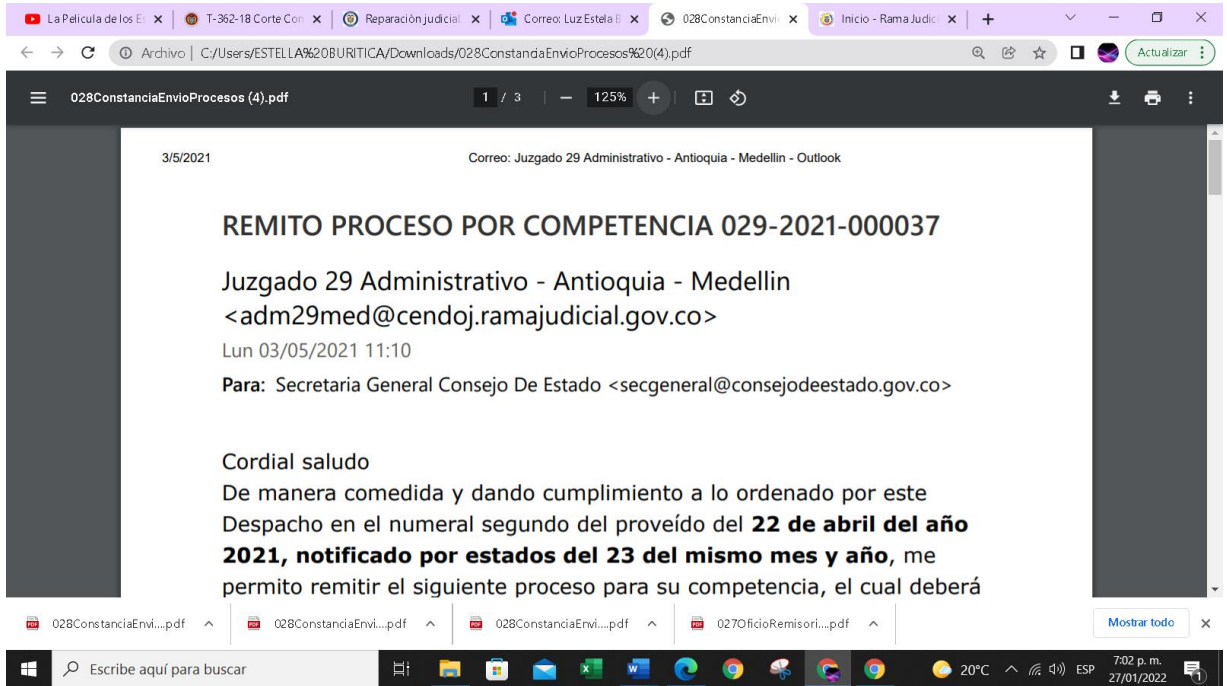 La Pelicula de los Es
T-362-18 Corte Con
Reparación judicial
Correo: Luz Estela B
028ConstanciaEnvio
Inicio - Rama Judic
Archivo | C:/Users/ESTELLA%20BURITICA/Downloads/028ConstanciaEnvioProcesos%20(4).pdf
Actualizar
028ConstanciaEnvioProcesos (4).pdf
1 / 3 | — 125% +
3/5/2021 Correo: Juzgado 29 Administrativo - Antioquia - Medellin - Outlook
REMITO PROCESO POR COMPETENCIA 029-2021-000037
Juzgado 29 Administrativo - Antioquia - Medellin
<adm29med@cendoj.ramajudicial.gov.co>
Lun 03/05/2021 11:10
Para: Secretaria General Consejo De Estado <secgeneral@consejodeestado.gov.co>
Cordial saludo
De manera comedida y dando cumplimiento a lo ordenado por este
Despacho en el numeral segundo del proveído del 22 de abril del año
2021, notificado por estados del 23 del mismo mes y año, me
permito remitir el siguiente proceso para su competencia, el cual deberá
028ConstanciaEnvi....pdf
028ConstanciaEnvi....pdf
028ConstanciaEnvi....pdf
027OficioRemisori....pdf
Mostrar todo
Escribe aquí para buscar
20°C
ESP
7:02 p. m.
27/01/2022
1